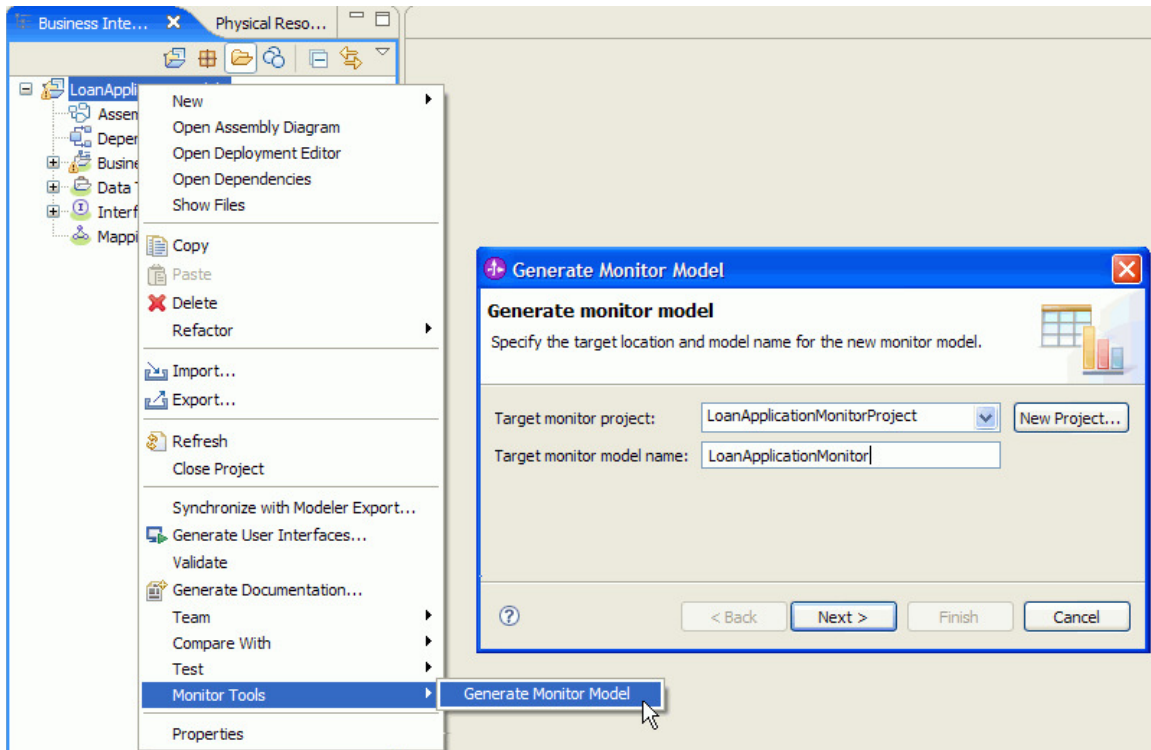 Business Inte...
Physical Reso...
LoanAppli
Assem
Depen
Busine
Data T
Interf
Mappi
New
Open Assembly Diagram
Open Deployment Editor
Open Dependencies
Show Files
Copy
Paste
Delete
Refactor
Import...
Export...
Refresh
Close Project
Synchronize with Modeler Export...
Generate User Interfaces...
Validate
Generate Documentation...
Team
Compare With
Test
Monitor Tools
Generate Monitor Model
Properties
Generate Monitor Model
Generate monitor model
Specify the target location and model name for the new monitor model.
Target monitor project: LoanApplicationMonitorProject New Project...
Target monitor model name: LoanApplicationMonitor
< Back Next > Finish Cancel